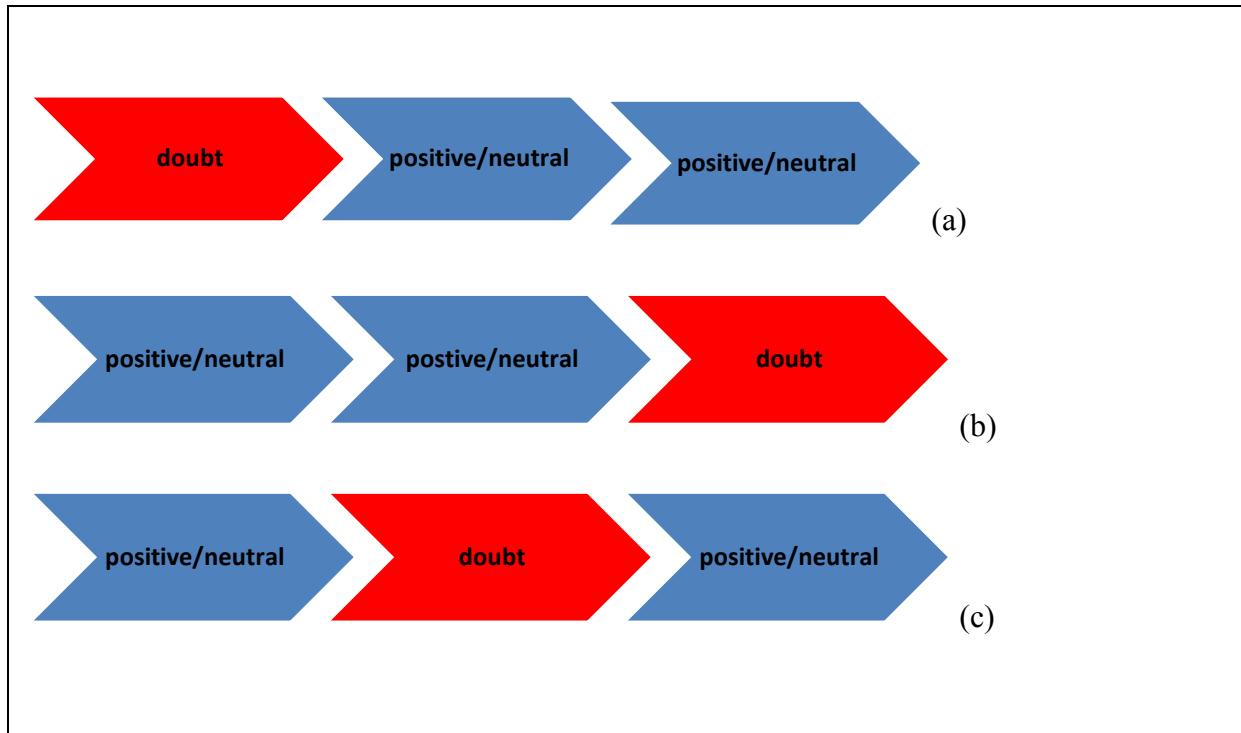 doubt positive/neutral positive/neutral
(a)
positive/neutral postive/neutral doubt
(b)
positive/neutral doubt positive/neutral
(c)